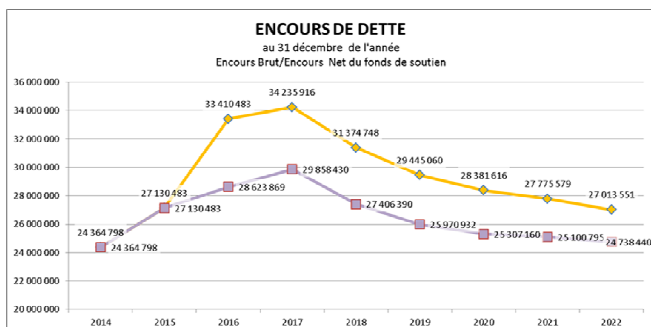 ENCOURS DE DETTE
au 31 décembre de l'année
Encours Brut/Encours Net du fonds de soutien
36 000 000
34 000 000
32 000 000
30 000 000
28 000 000
26 000 000
24 000 000
22 000 000
20 000 000
24 364 798
27 130 483
33 410 483
34 235 916
31 374 748
29 445 060
28 381 616
27 775 579
27 013 551
24 364 798
27 130 483
28 623 869
29 858 430
27 406 390
25 970 932
25 307 160
25 100 795
24 738 440
2014 2015 2016 2017 2018 2019 2020 2021 2022